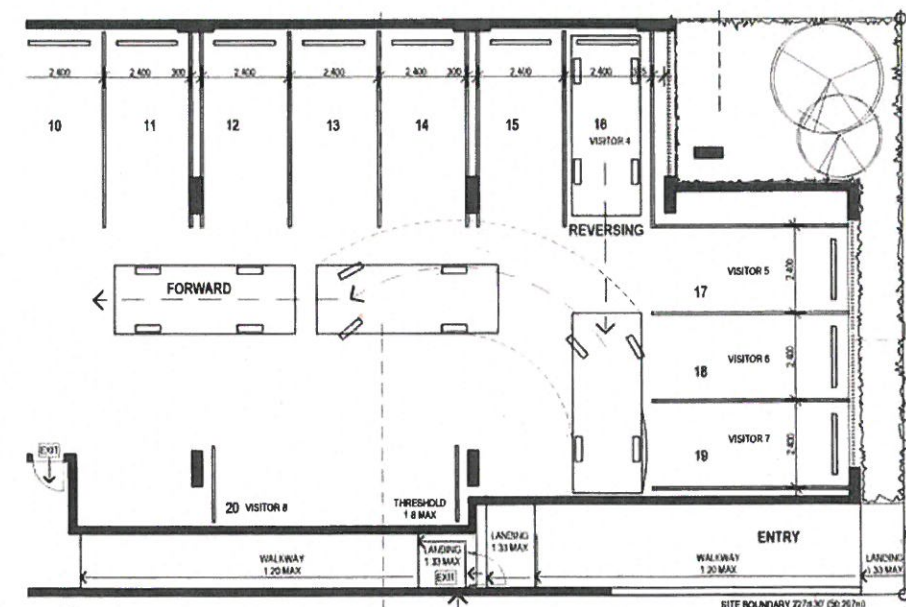 2.400 2.400 200 2.400 2.400 2.400 200 2.400 2.400
10 11 12 13 14 15 16
VISITOR 4
REVERSING
FORWARD
17 VISITOR 5 2.400
18 VISITOR 6 2.400
19 VISITOR 7 2.400
EXIT
20 VISITOR 8
THRESHOLD
1:8 MAX
ENTRY
WALKWAY
1:20 MAX
LANDING
1:33 MAX
EXIT
LANDING
1:33 MAX
WALKWAY
1:20 MAX
LANDING
1:33 MAX
SITE BOUNDARY